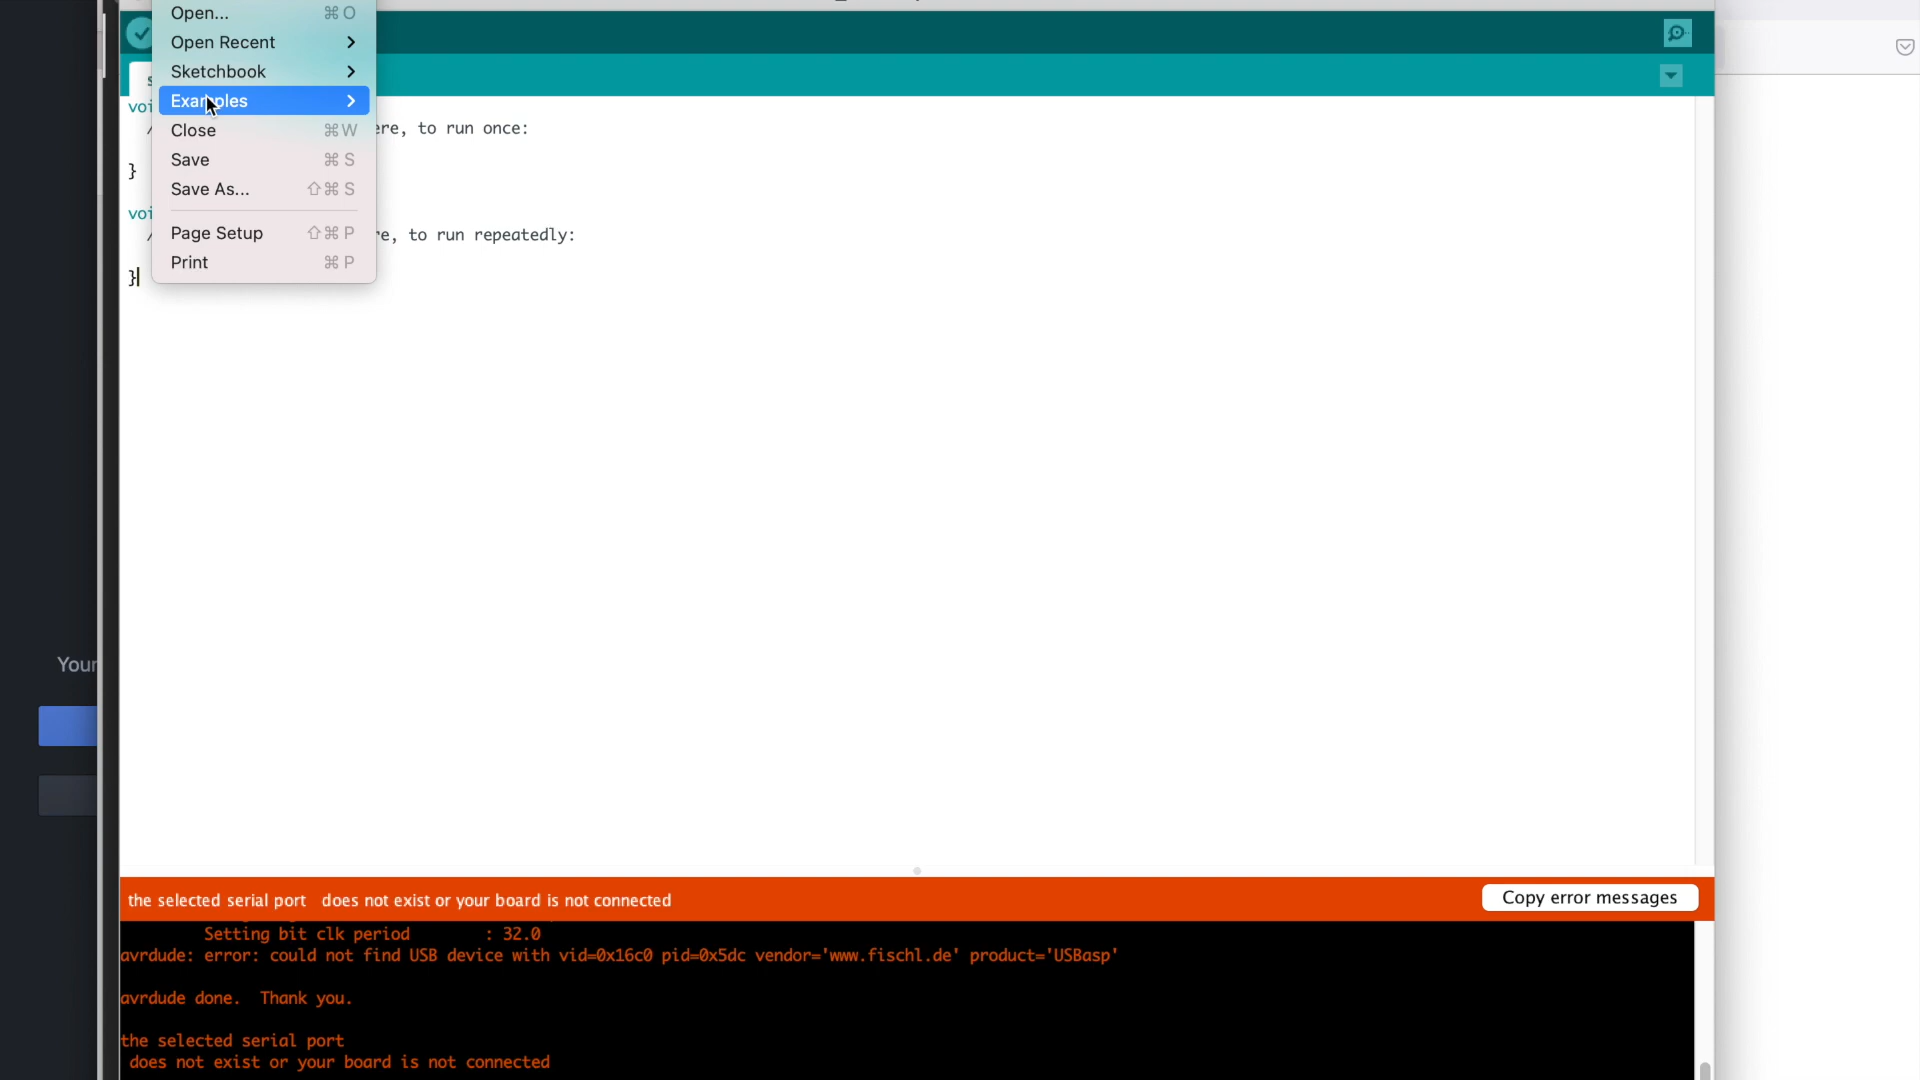 Open... ⌘ O
Open Recent
Sketchbook
Examples
Close ⌘ W
Save ⌘ S
Save As... ⇧ ⌘ S
Page Setup ⇧ ⌘ P
Print ⌘ P
voi
ere, to run once:
}
voi
re, to run repeatedly:
}
Your
the selected serial port does not exist or your board is not connected
Copy error messages
Setting bit clk period : 32.0
avrdude: error: could not find USB device with vid=0x16c0 pid=0x5dc vendor='www.fischl.de' product='USBasp'
avrdude done. Thank you.
the selected serial port
does not exist or your board is not connected